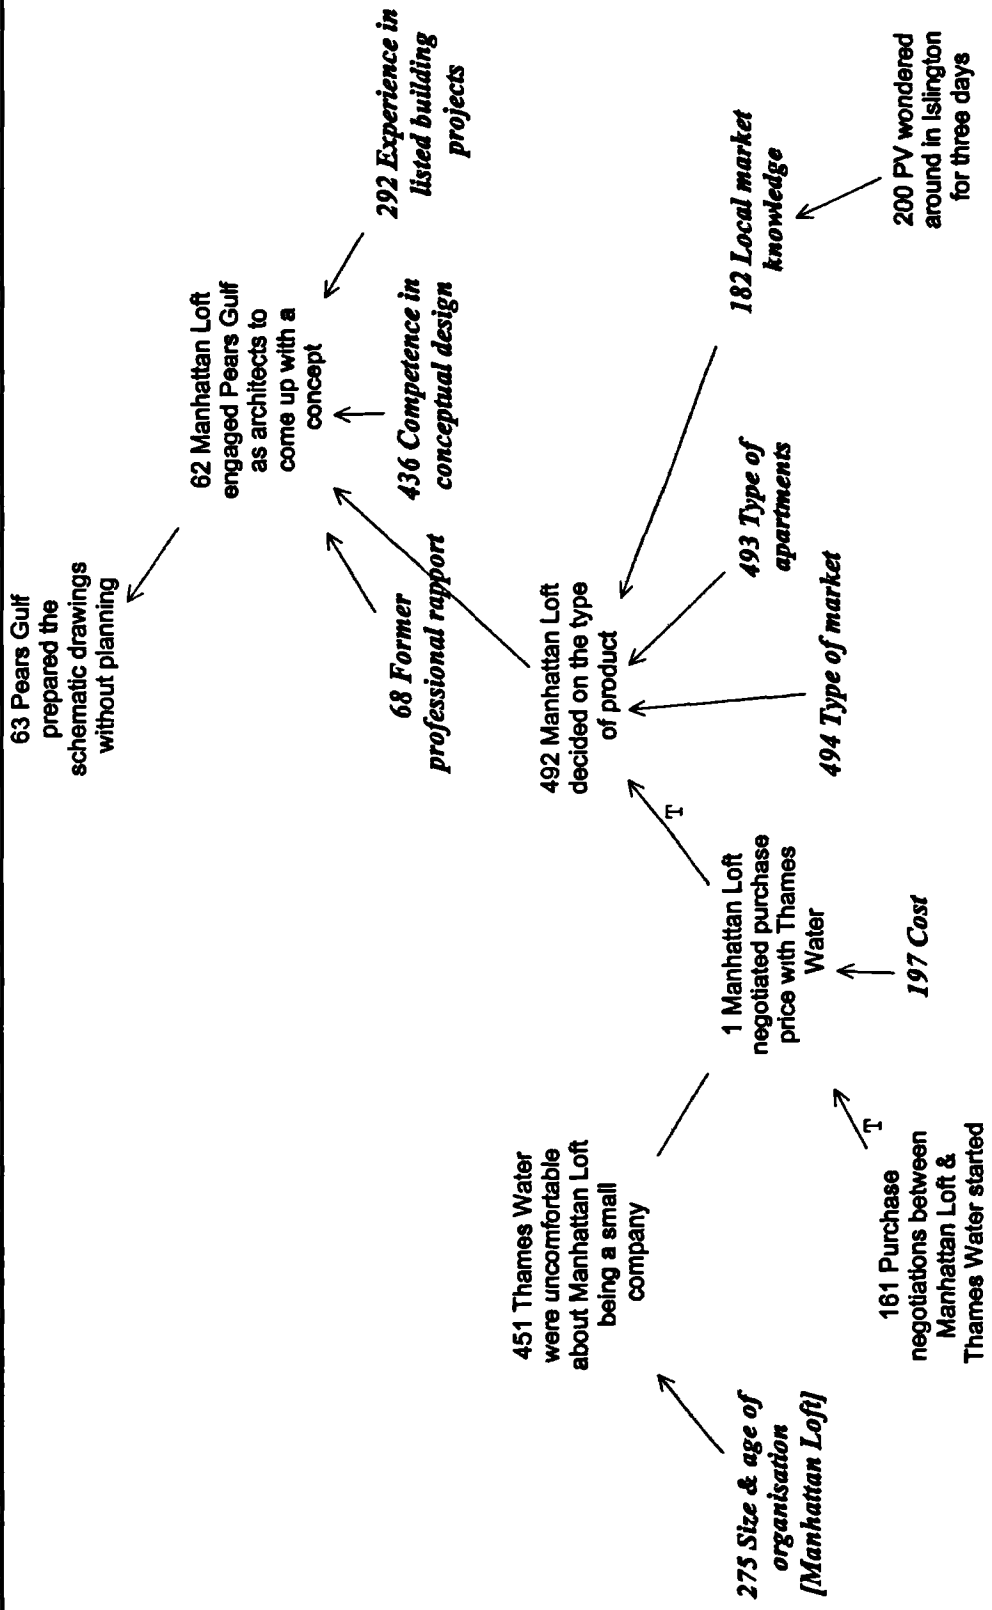 63 Pears Gulf
prepared the
schematic drawings
without planning
62 Manhattan Loft
engaged Pears Gulf
as architects to
come up with a
concept
292 Experience in
listed building
projects
436 Competence in
conceptual design
68 Former
professional rapport
492 Manhattan Loft
decided on the type
of product
182 Local market
knowledge
200 PV wondered
around in Islington
for three days
493 Type of
apartments
494 Type of market
T
1 Manhattan Loft
negotiated purchase
price with Thames
Water
197 Cost
451 Thames Water
were uncomfortable
about Manhattan Loft
being a small
company
T
161 Purchase
negotiations between
Manhattan Loft &
Thames Water started
275 Size & age of
organisation
[Manhattan Loft]